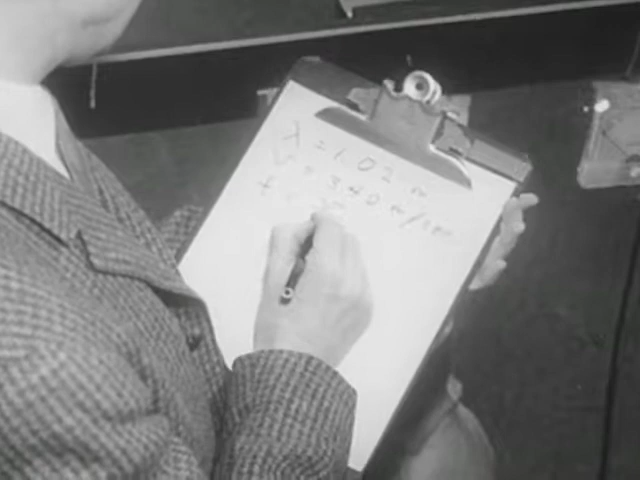 λ = 1.02 m
v = 340 m/sec
f =